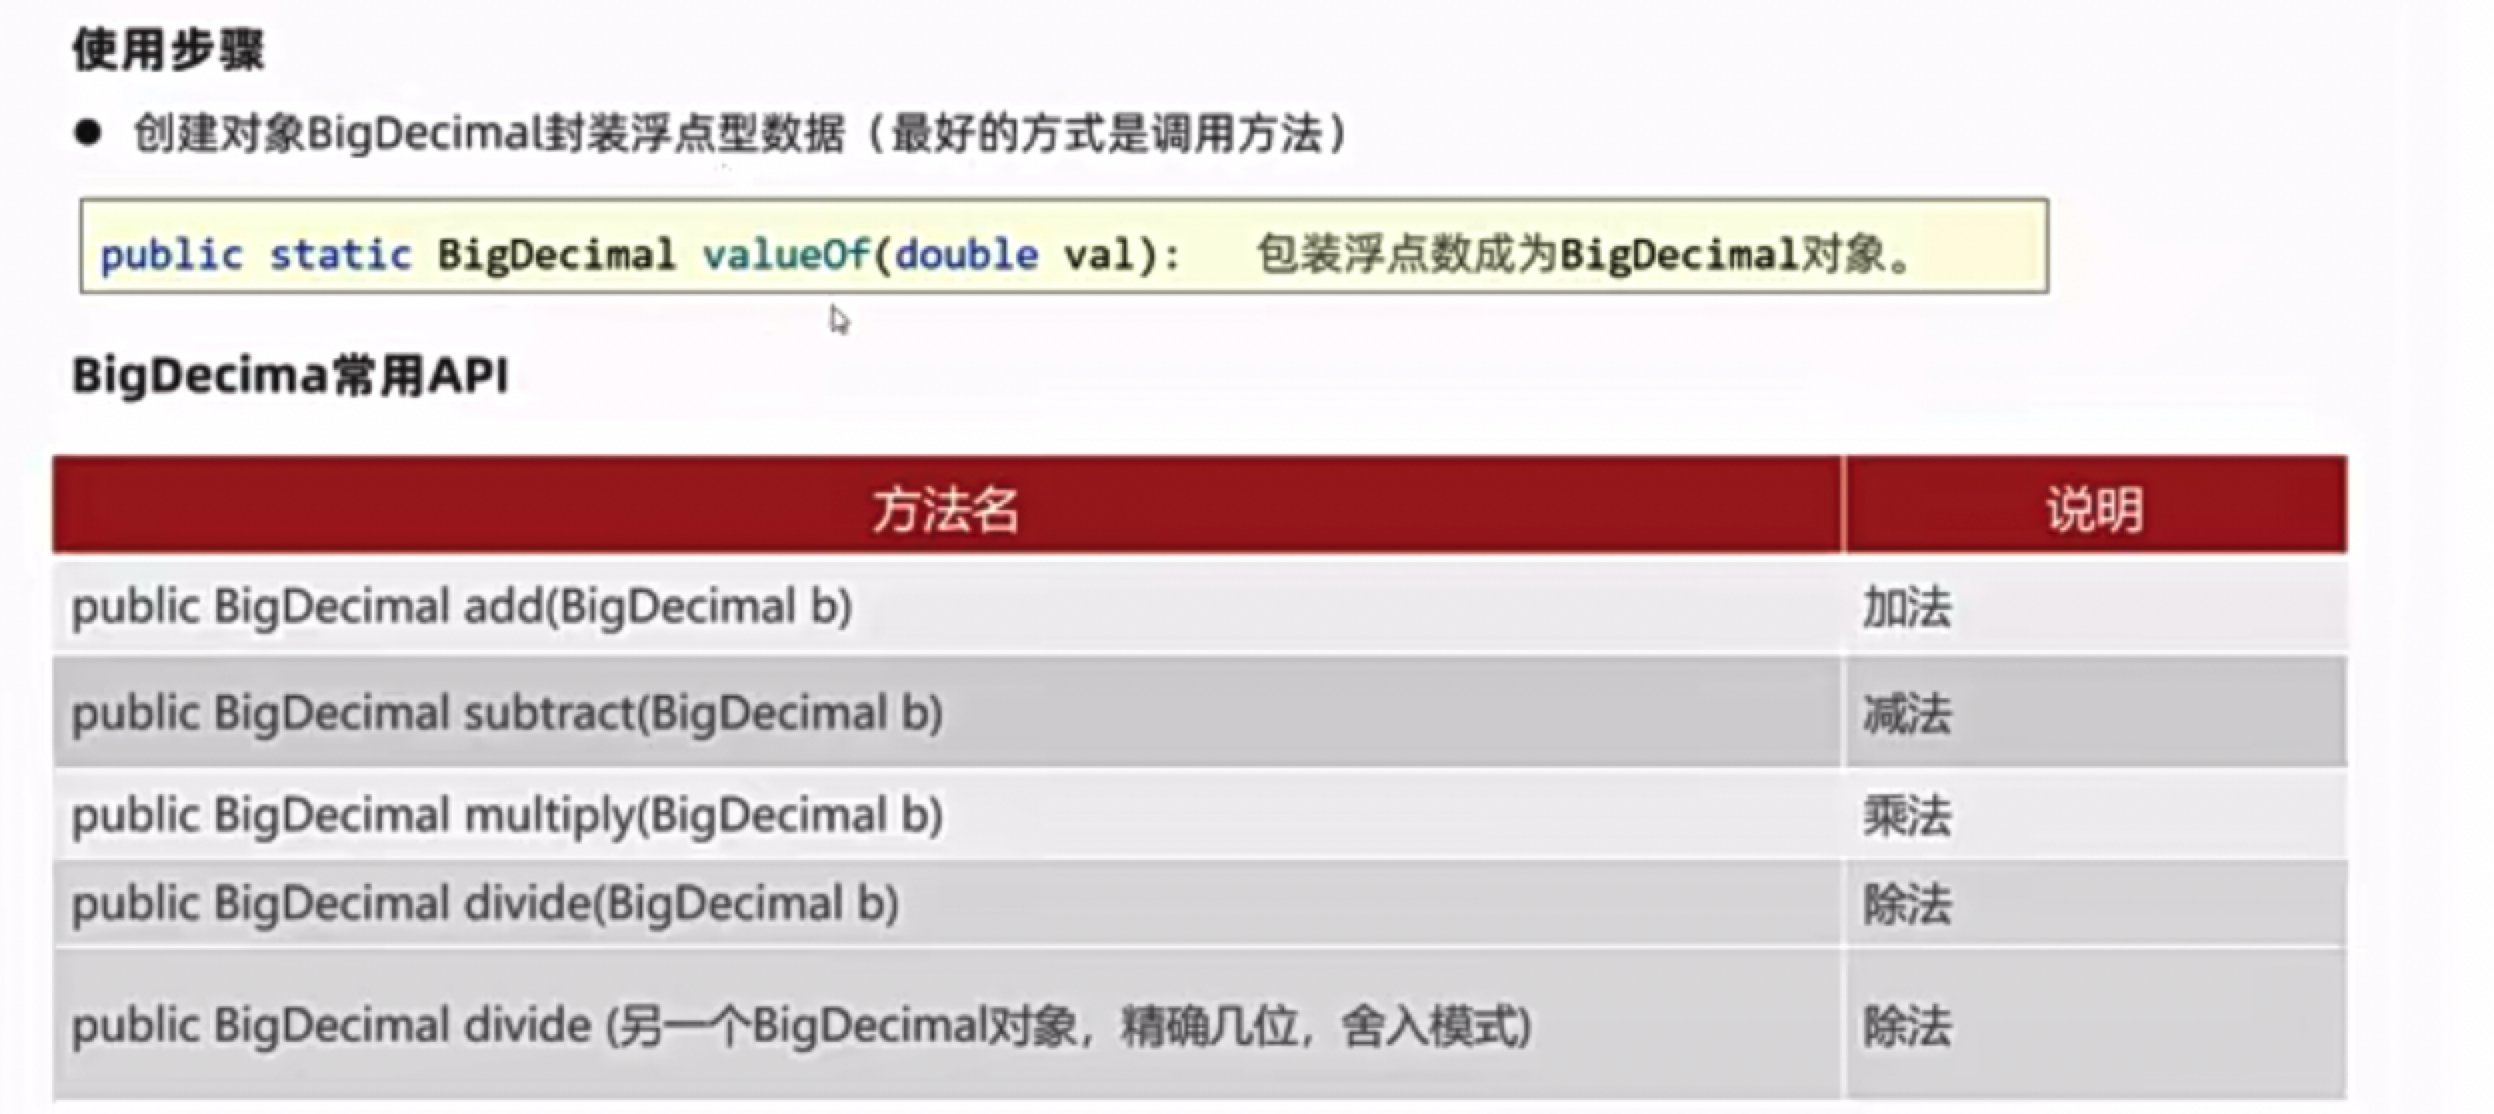 使用步骤
● 创建对象BigDecimal封装浮点型数据（最好的方式是调用方法）
public static BigDecimal valueOf(double val): 包装浮点数成为BigDecimal对象。
BigDecima常用API
方法名 说明
public BigDecimal add(BigDecimal b) 加法
public BigDecimal subtract(BigDecimal b) 减法
public BigDecimal multiply(BigDecimal b) 乘法
public BigDecimal divide(BigDecimal b) 除法
public BigDecimal divide (另一个BigDecimal对象，精确几位，舍入模式) 除法